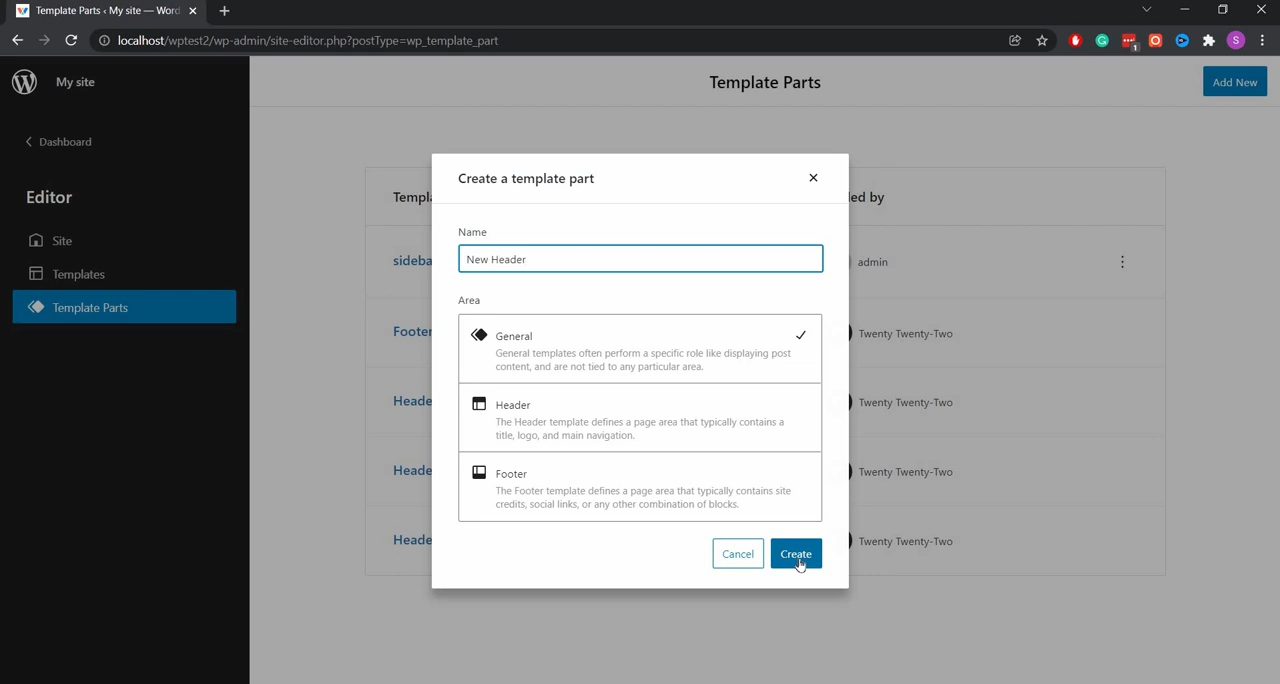 Template Parts ‹ My site — Word
localhost/wptest2/wp-admin/site-editor.php?postType=wp_template_part
1
S
My site
Template Parts
Add New
Dashboard
Editor
Site
Templates
Template Parts
Create a template part
Name
New Header
Area
General
General templates often perform a specific role like displaying post
content, and are not tied to any particular area.
Header
The Header template defines a page area that typically contains a
title, logo, and main navigation.
Footer
The Footer template defines a page area that typically contains site
credits, social links, or any other combination of blocks.
Cancel
Create
Templa
led by
sideba
admin
Footer
Twenty Twenty-Two
Heade
Twenty Twenty-Two
Heade
Twenty Twenty-Two
Heade
Twenty Twenty-Two